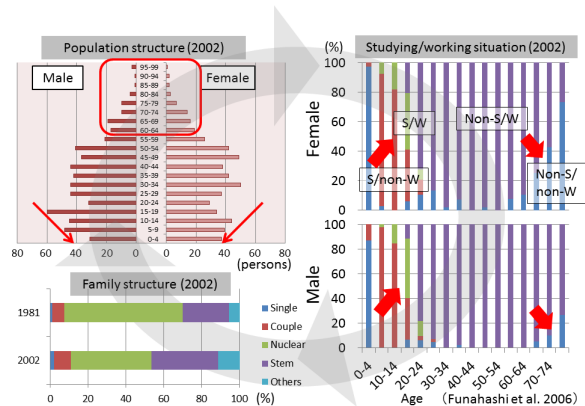 Population structure (2002)
Male
Female
95-99
90-94
85-89
80-84
75-79
70-74
65-69
60-64
55-59
50-54
45-49
40-44
35-39
30-34
25-29
20-24
15-19
10-14
5-9
0-4
80 60 40 20 0 0 20 40 60 80
(persons)
Family structure (2002)
1981
2002
0 20 40 60 80 100 (%)
Single
Couple
Nuclear
Stem
Others
Studying/working situation (2002)
(%)
Female
100
80
60
40
20
0
S/W
Non-S/W
S/non-W
Non-S/
non-W
Male
100
80
60
40
20
0
0-4
10-14
20-24
30-34
40-44
50-54
60-64
70-74
Age (Funahashi et al. 2006)